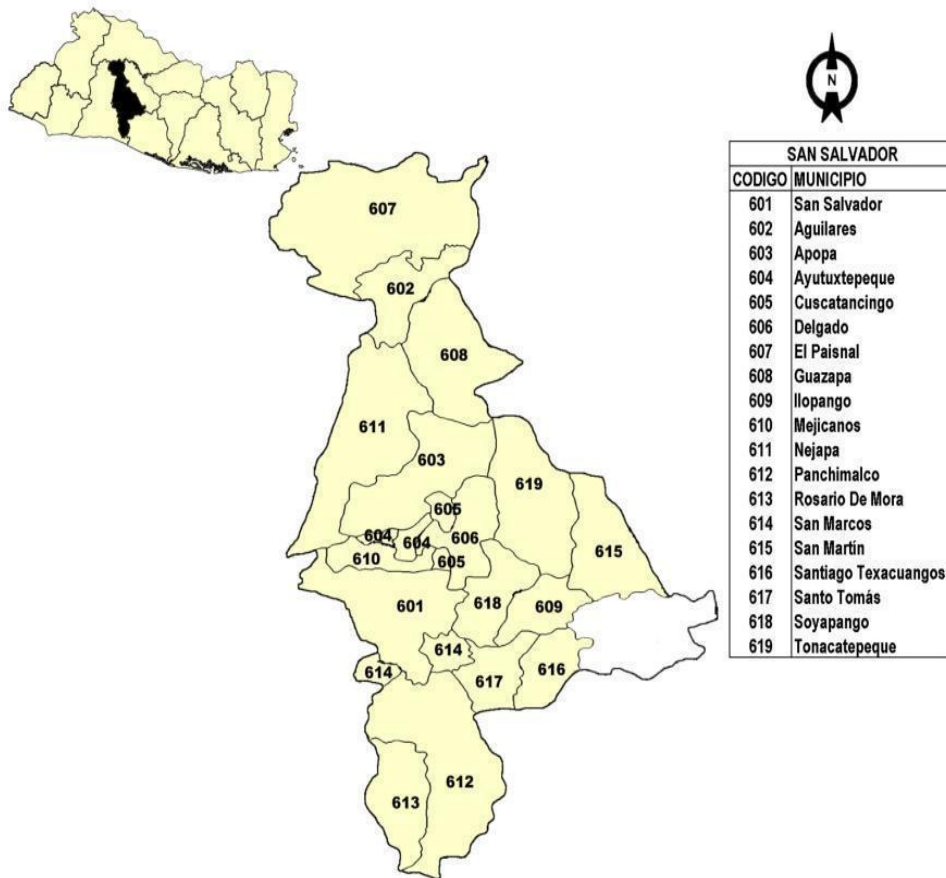 N
SAN SALVADOR
CODIGO MUNICIPIO
601 San Salvador
602 Aguilares
603 Apopa
604 Ayutuxtepeque
605 Cuscatancingo
606 Delgado
607 El Paisnal
608 Guazapa
609 Ilopango
610 Mejicanos
611 Nejapa
612 Panchimalco
613 Rosario De Mora
614 San Marcos
615 San Martín
616 Santiago Texacuangos
617 Santo Tomás
618 Soyapango
619 Tonacatepeque
607
602
608
611
603
619
605
604
604
606
610
605
615
601
618
609
614
614
617
616
612
613